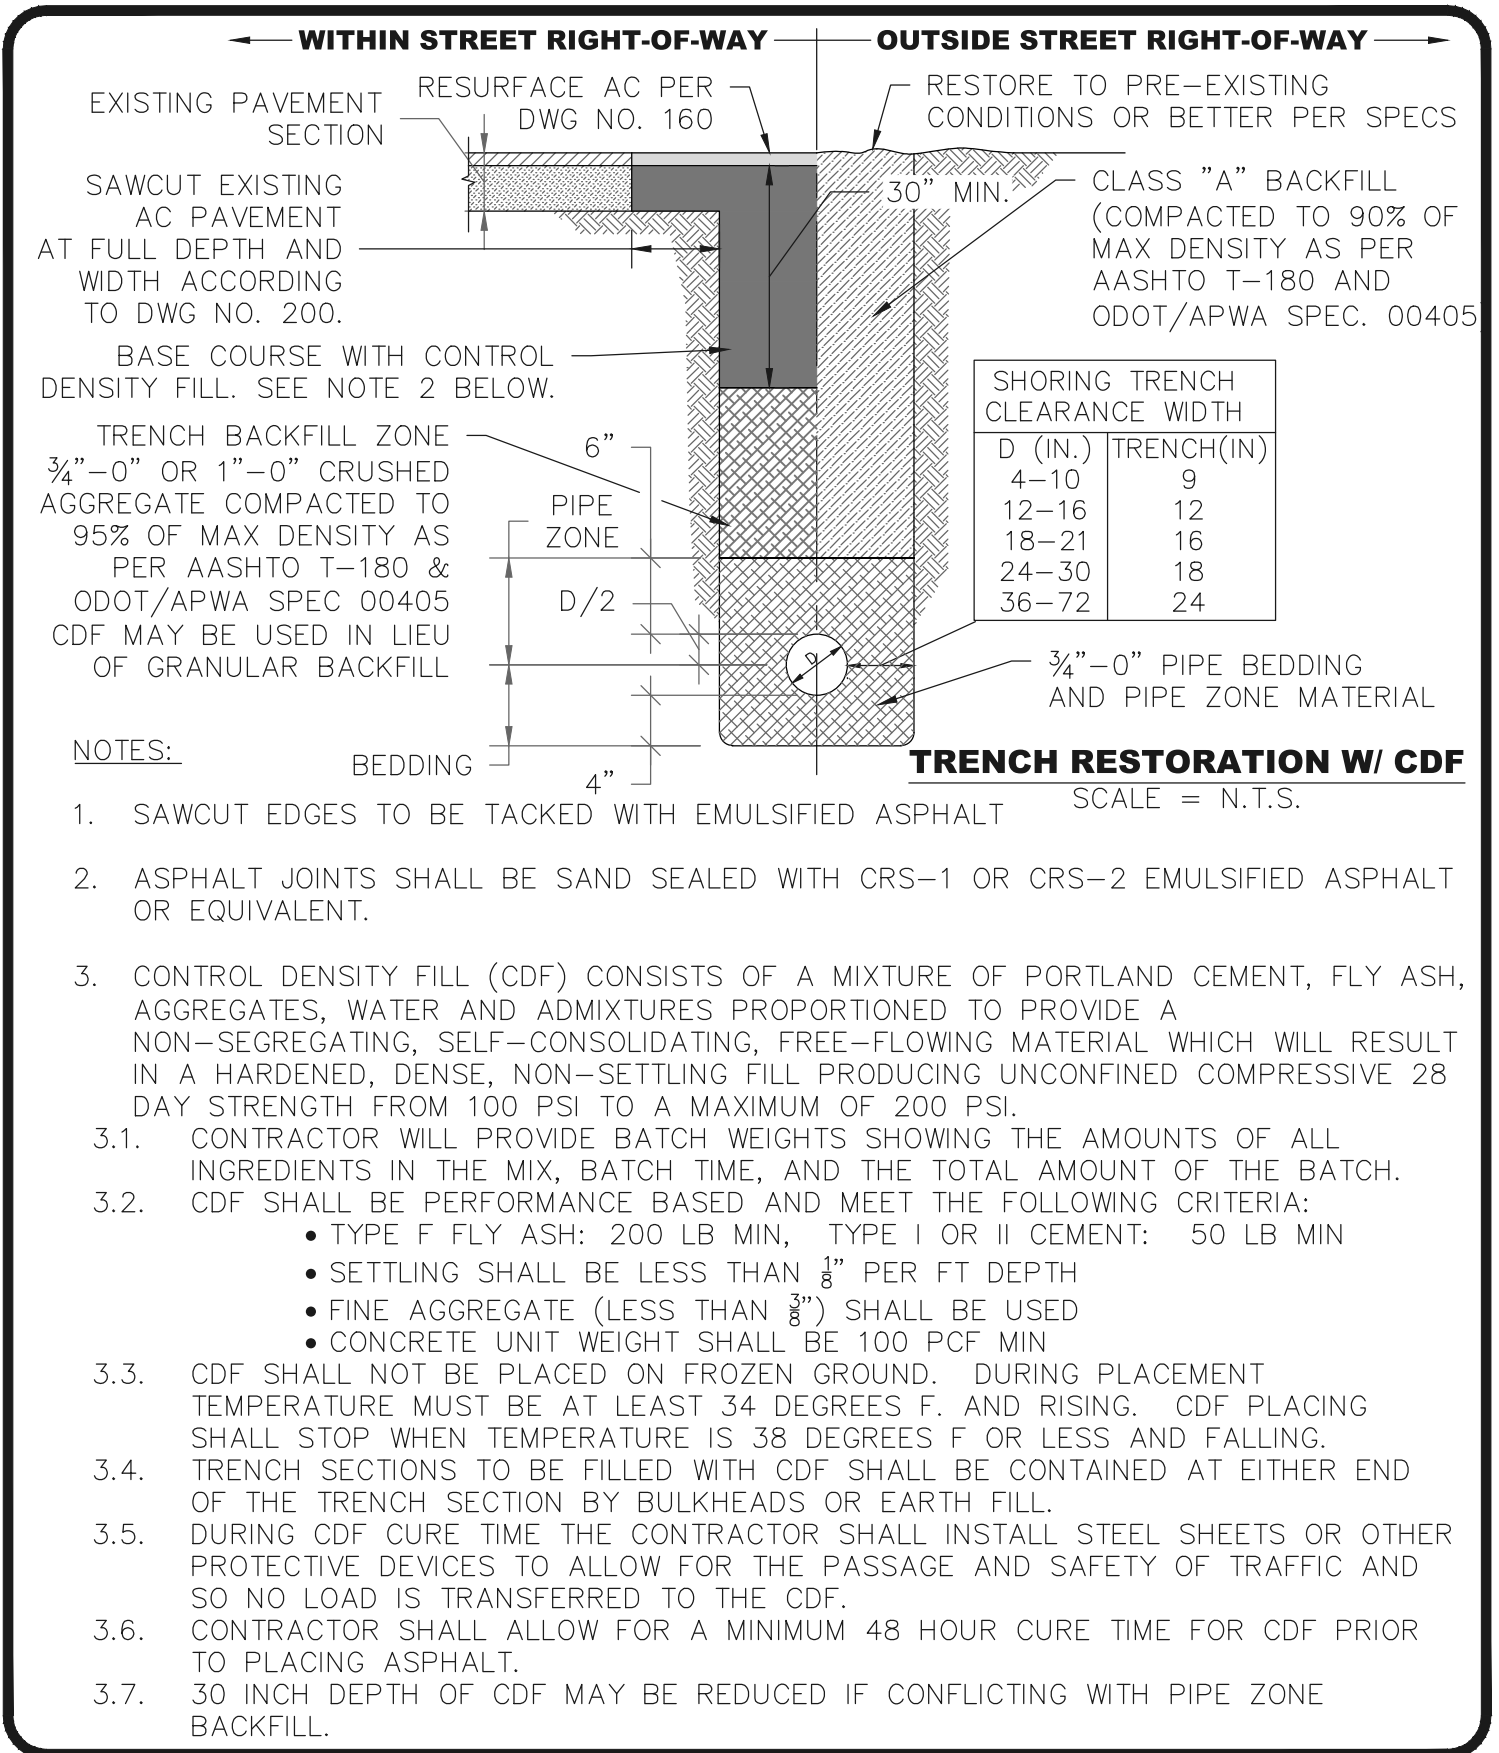 WITHIN STREET RIGHT-OF-WAY
OUTSIDE STREET RIGHT-OF-WAY
EXISTING PAVEMENT
SECTION
RESURFACE AC PER
DWG NO. 160
RESTORE TO PRE-EXISTING
CONDITIONS OR BETTER PER SPECS
SAWCUT EXISTING
AC PAVEMENT
AT FULL DEPTH AND
WIDTH ACCORDING
TO DWG NO. 200.
30” MIN.
CLASS ”A” BACKFILL
(COMPACTED TO 90% OF
MAX DENSITY AS PER
AASHTO T-180 AND
ODOT/APWA SPEC. 00405
BASE COURSE WITH CONTROL
DENSITY FILL. SEE NOTE 2 BELOW.
SHORING TRENCH
CLEARANCE WIDTH
D (IN.) TRENCH(IN)
4-10 9
12-16 12
18-21 16
24-30 18
36-72 24
TRENCH BACKFILL ZONE
¾”-0” OR 1”-0” CRUSHED
AGGREGATE COMPACTED TO
95% OF MAX DENSITY AS
PER AASHTO T-180 &
ODOT/APWA SPEC 00405
CDF MAY BE USED IN LIEU
OF GRANULAR BACKFILL
6”
PIPE
ZONE
D/2
D
¾”-0” PIPE BEDDING
AND PIPE ZONE MATERIAL
BEDDING
4”
TRENCH RESTORATION W/ CDF
SCALE = N.T.S.
NOTES:
1. SAWCUT EDGES TO BE TACKED WITH EMULSIFIED ASPHALT
2. ASPHALT JOINTS SHALL BE SAND SEALED WITH CRS-1 OR CRS-2 EMULSIFIED ASPHALT
OR EQUIVALENT.
3. CONTROL DENSITY FILL (CDF) CONSISTS OF A MIXTURE OF PORTLAND CEMENT, FLY ASH,
AGGREGATES, WATER AND ADMIXTURES PROPORTIONED TO PROVIDE A
NON-SEGREGATING, SELF-CONSOLIDATING, FREE-FLOWING MATERIAL WHICH WILL RESULT
IN A HARDENED, DENSE, NON-SETTLING FILL PRODUCING UNCONFINED COMPRESSIVE 28
DAY STRENGTH FROM 100 PSI TO A MAXIMUM OF 200 PSI.
3.1. CONTRACTOR WILL PROVIDE BATCH WEIGHTS SHOWING THE AMOUNTS OF ALL
INGREDIENTS IN THE MIX, BATCH TIME, AND THE TOTAL AMOUNT OF THE BATCH.
3.2. CDF SHALL BE PERFORMANCE BASED AND MEET THE FOLLOWING CRITERIA:
• TYPE F FLY ASH: 200 LB MIN, TYPE I OR II CEMENT: 50 LB MIN
• SETTLING SHALL BE LESS THAN ⅛” PER FT DEPTH
• FINE AGGREGATE (LESS THAN ⅜”) SHALL BE USED
• CONCRETE UNIT WEIGHT SHALL BE 100 PCF MIN
3.3. CDF SHALL NOT BE PLACED ON FROZEN GROUND. DURING PLACEMENT
TEMPERATURE MUST BE AT LEAST 34 DEGREES F. AND RISING. CDF PLACING
SHALL STOP WHEN TEMPERATURE IS 38 DEGREES F OR LESS AND FALLING.
3.4. TRENCH SECTIONS TO BE FILLED WITH CDF SHALL BE CONTAINED AT EITHER END
OF THE TRENCH SECTION BY BULKHEADS OR EARTH FILL.
3.5. DURING CDF CURE TIME THE CONTRACTOR SHALL INSTALL STEEL SHEETS OR OTHER
PROTECTIVE DEVICES TO ALLOW FOR THE PASSAGE AND SAFETY OF TRAFFIC AND
SO NO LOAD IS TRANSFERRED TO THE CDF.
3.6. CONTRACTOR SHALL ALLOW FOR A MINIMUM 48 HOUR CURE TIME FOR CDF PRIOR
TO PLACING ASPHALT.
3.7. 30 INCH DEPTH OF CDF MAY BE REDUCED IF CONFLICTING WITH PIPE ZONE
BACKFILL.